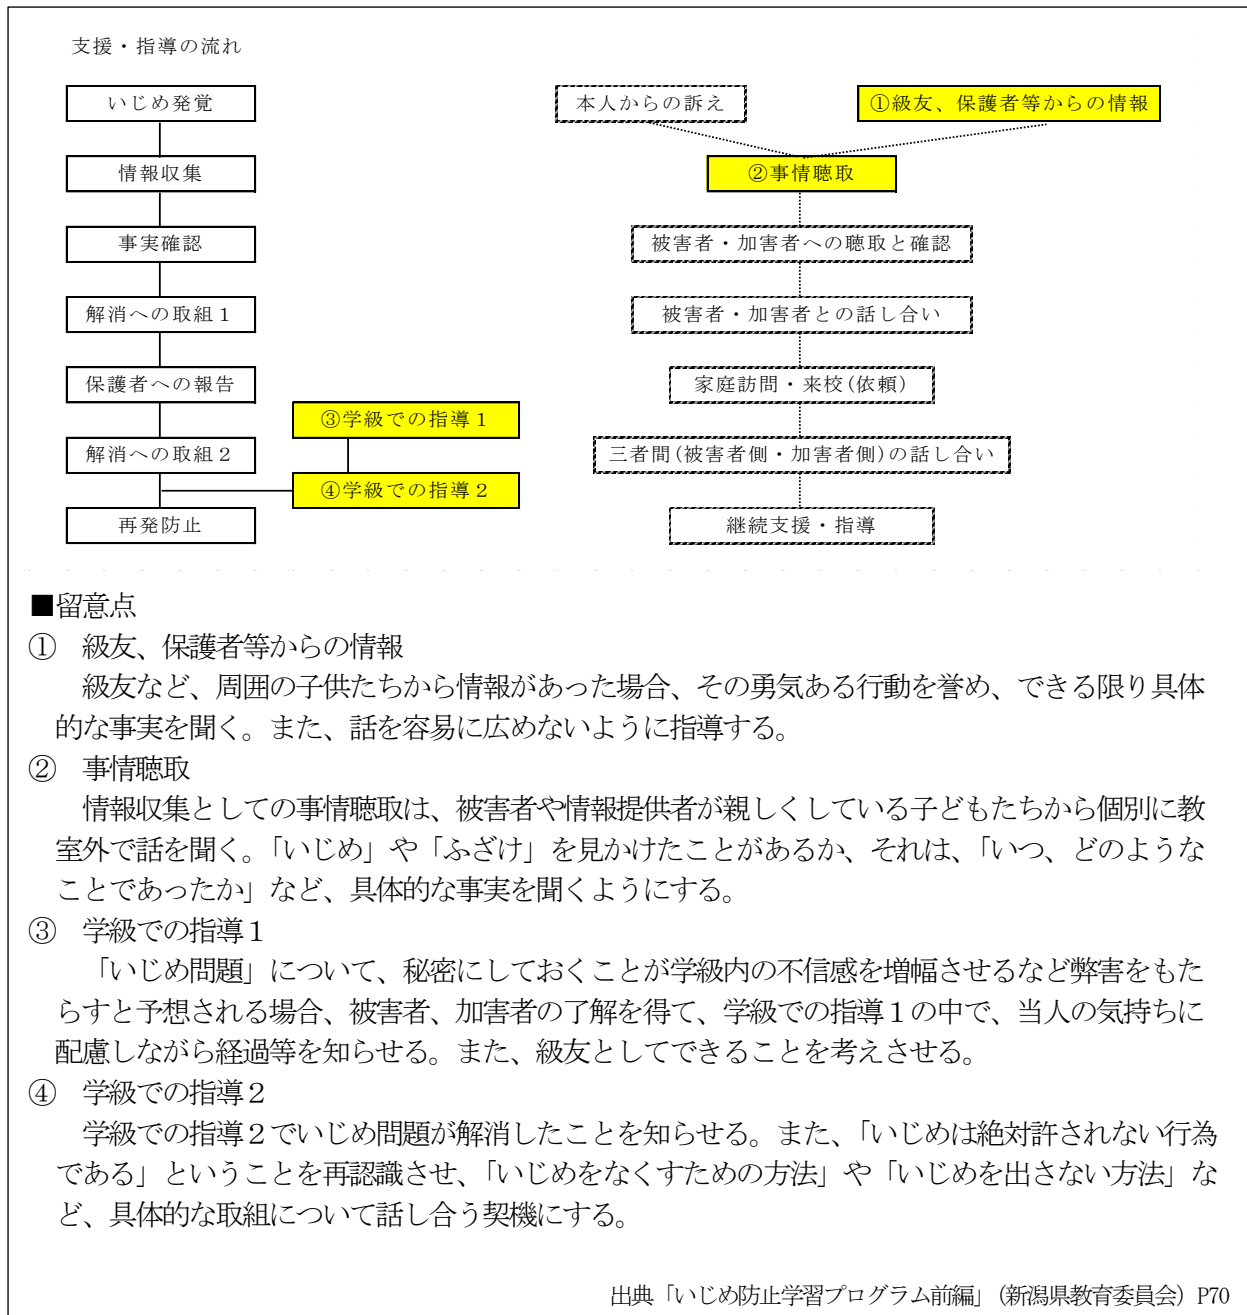 支援・指導の流れ
いじめ発覚
本人からの訴え
①級友、保護者等からの情報
情報収集
②事情聴取
事実確認
被害者・加害者への聴取と確認
解消への取組１
被害者・加害者との話し合い
保護者への報告
家庭訪問・来校(依頼)
③学級での指導１
解消への取組２
三者間(被害者側・加害者側)の話し合い
④学級での指導２
再発防止
継続支援・指導
■留意点
①　級友、保護者等からの情報
級友など、周囲の子供たちから情報があった場合、その勇気ある行動を誉め、できる限り具体
的な事実を聞く。また、話を容易に広めないように指導する。
②　事情聴取
情報収集としての事情聴取は、被害者や情報提供者が親しくしている子どもたちから個別に教
室外で話を聞く。「いじめ」や「ふざけ」を見かけたことがあるか、それは、「いつ、どのような
ことであったか」など、具体的な事実を聞くようにする。
③　学級での指導１
「いじめ問題」について、秘密にしておくことが学級内の不信感を増幅させるなど弊害をもた
らすと予想される場合、被害者、加害者の了解を得て、学級での指導１の中で、当人の気持ちに
配慮しながら経過等を知らせる。また、級友としてできることを考えさせる。
④　学級での指導２
学級での指導２でいじめ問題が解消したことを知らせる。また、「いじめは絶対許されない行為
である」ということを再認識させ、「いじめをなくすための方法」や「いじめを出さない方法」な
ど、具体的な取組について話し合う契機にする。
出典「いじめ防止学習プログラム前編」（新潟県教育委員会）P70